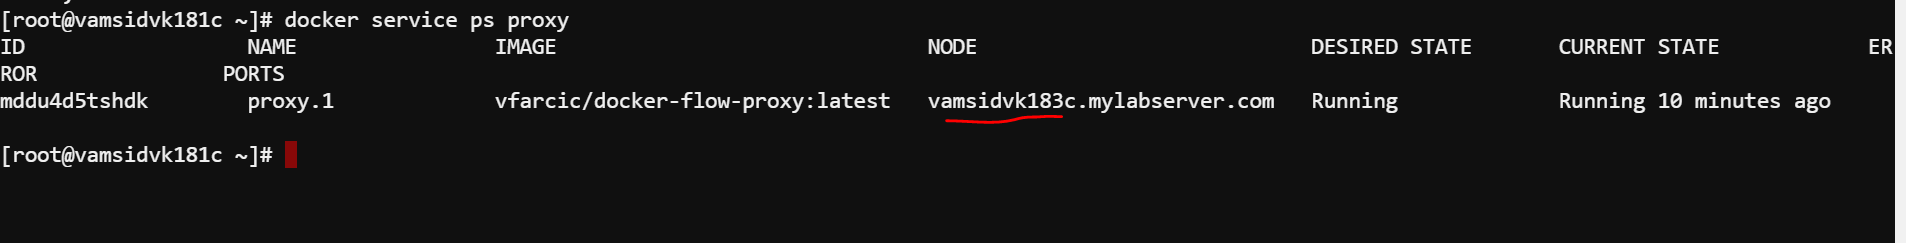 [root@vamsidvk181c ~]# docker service ps proxy
ID NAME IMAGE NODE DESIRED STATE CURRENT STATE ER
ROR PORTS
mddu4d5tshdk proxy.1 vfarcic/docker-flow-proxy:latest vamsidvk183c.mylabserver.com Running Running 10 minutes ago
[root@vamsidvk181c ~]#